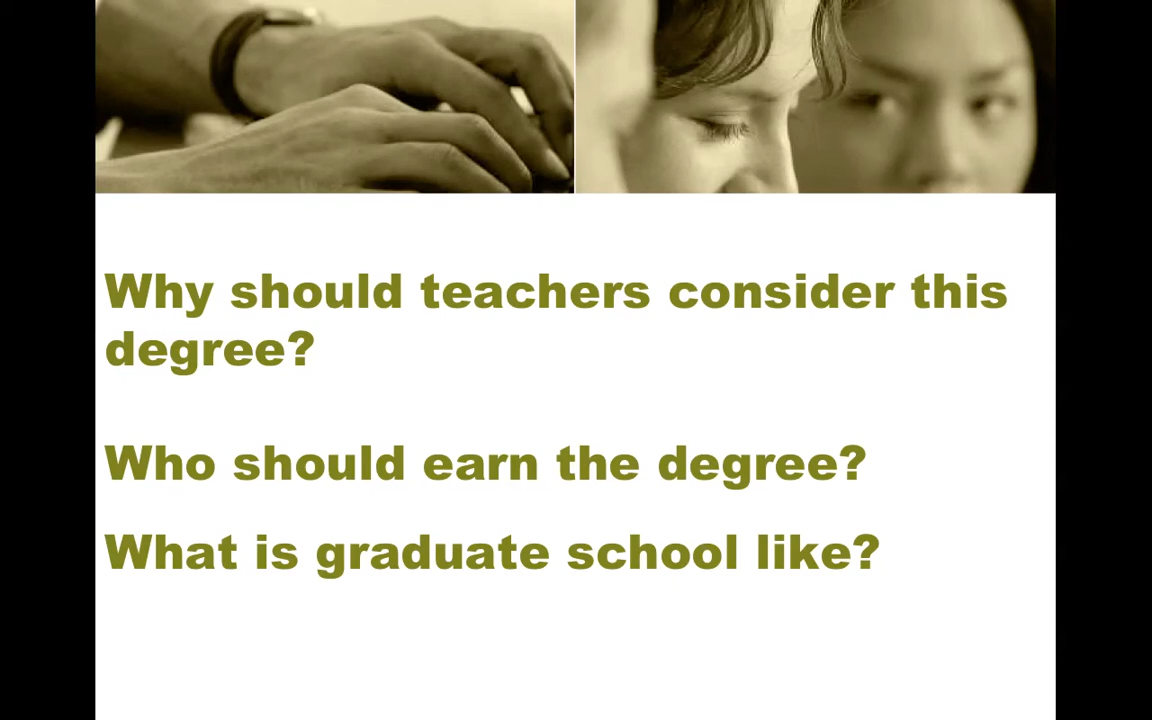 Why should teachers consider this
degree?
Who should earn the degree?
What is graduate school like?